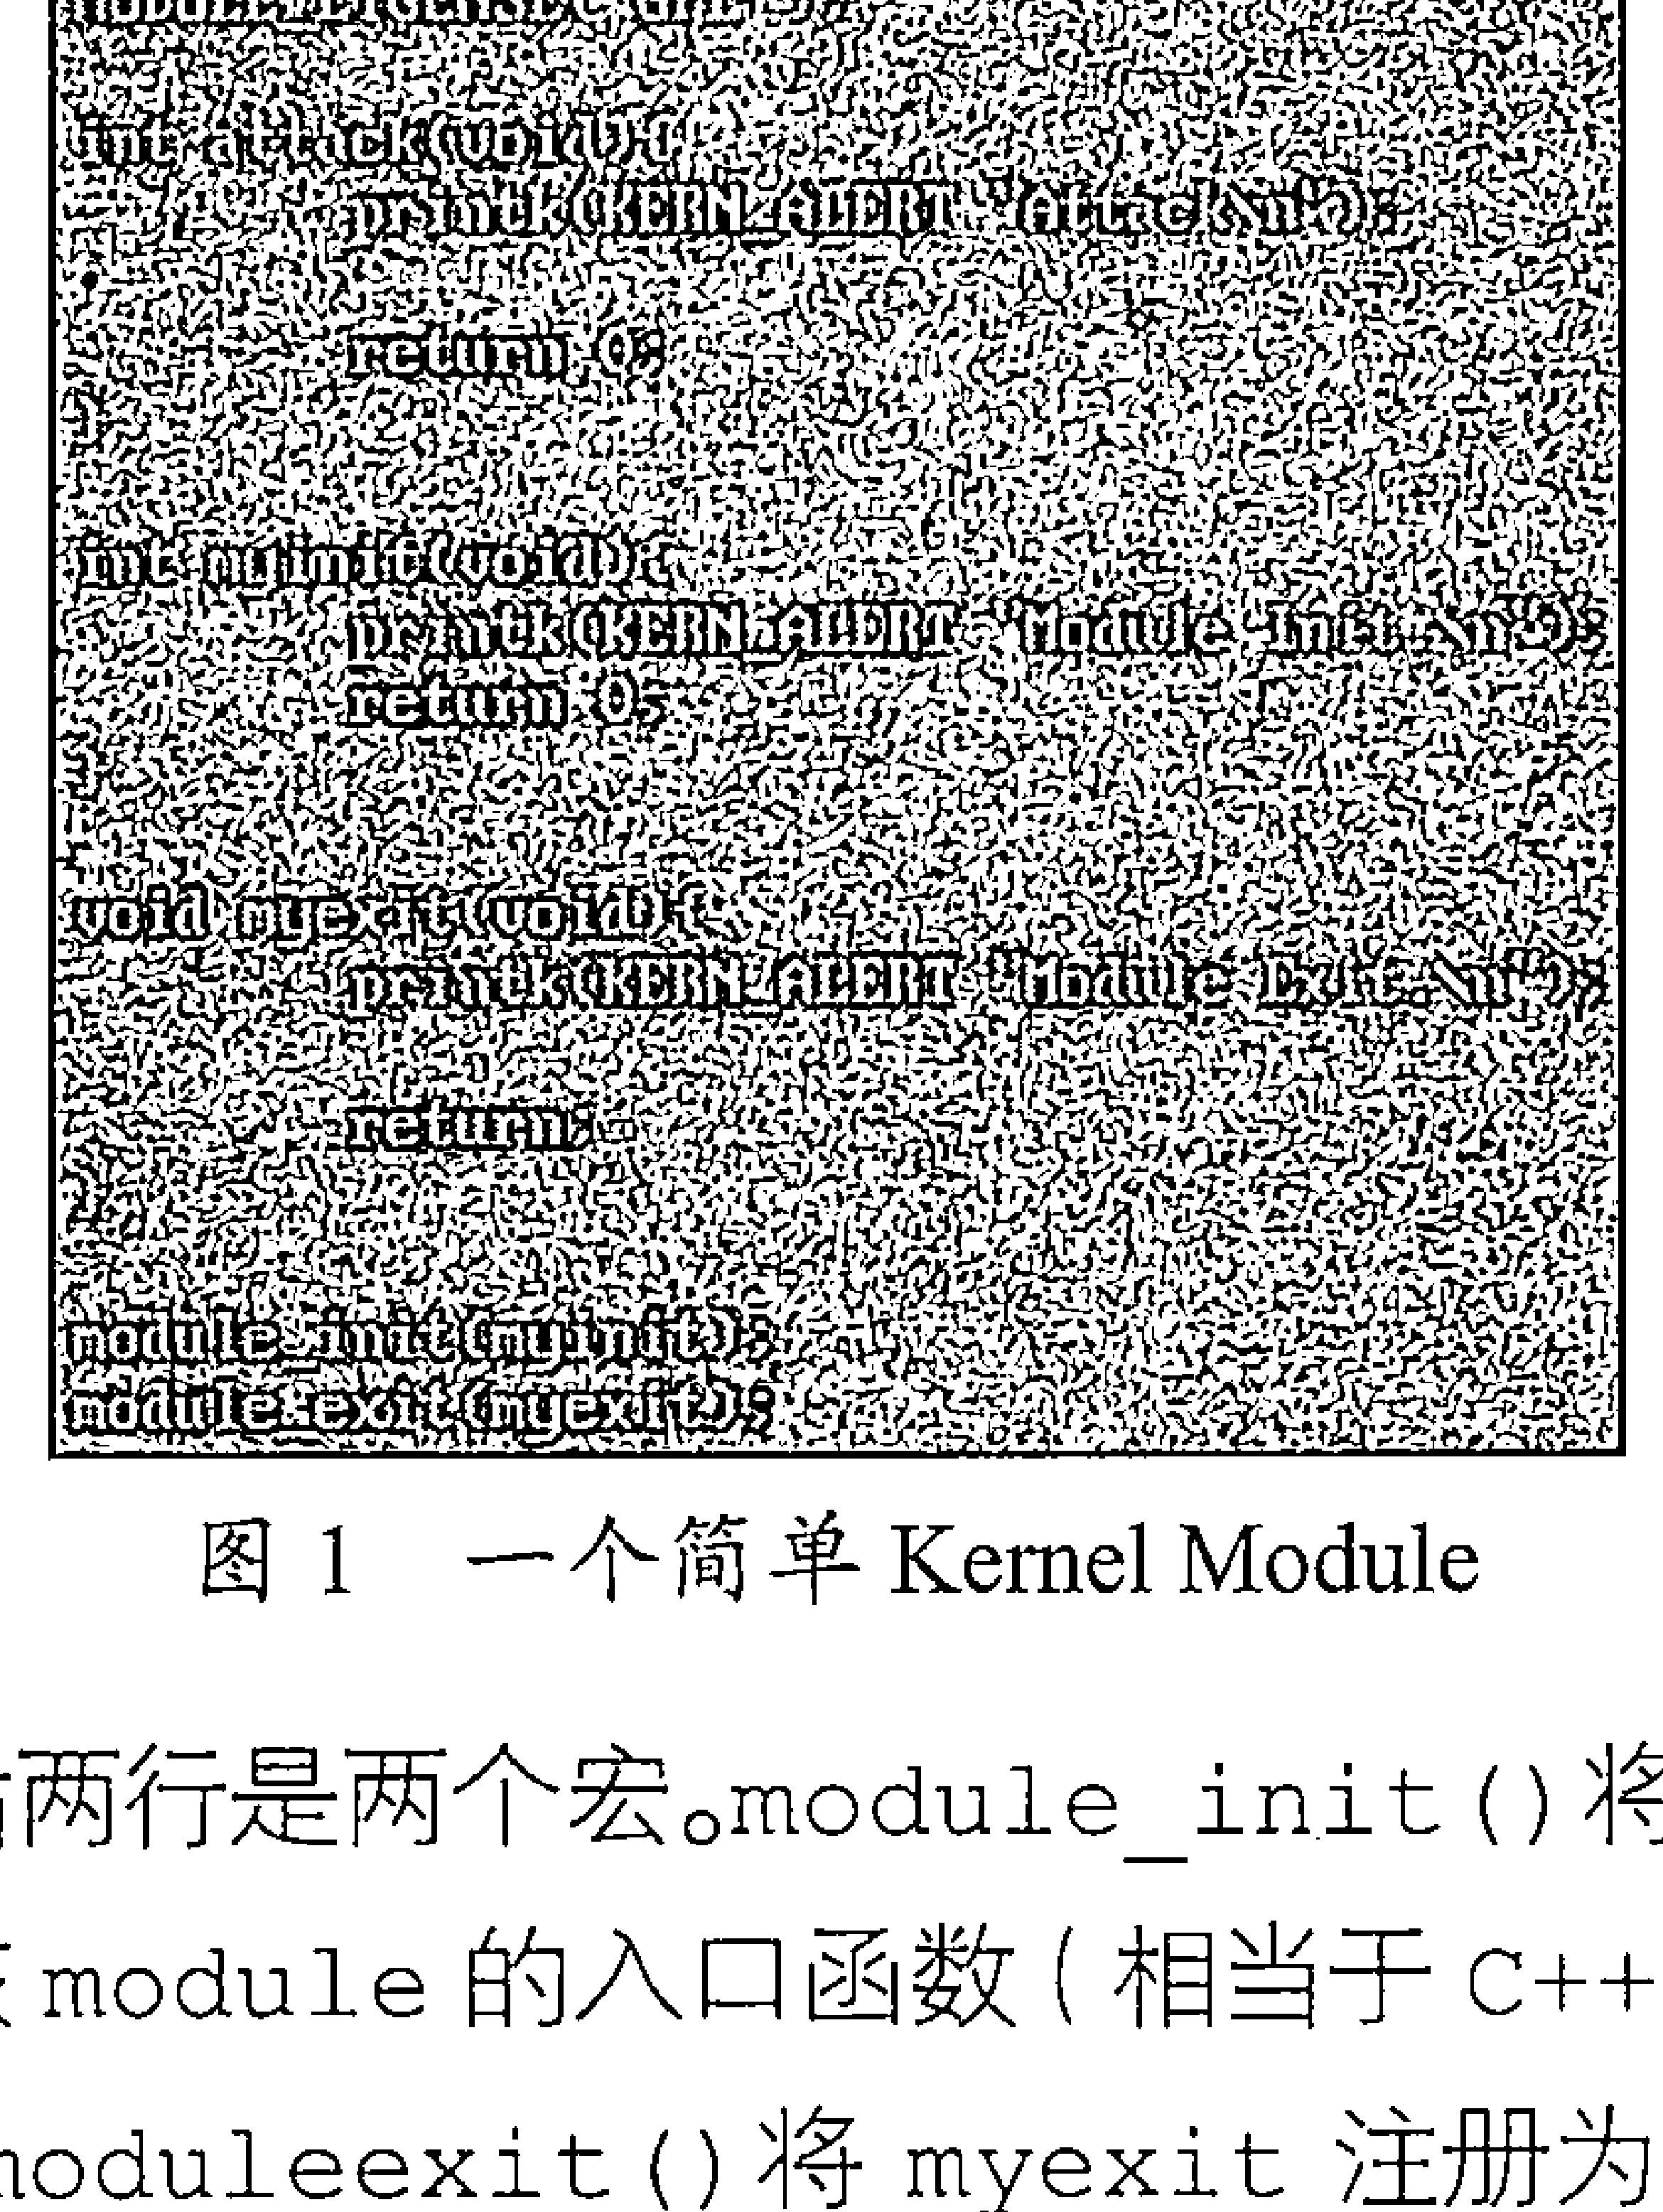 MODULE_LICENSE("GPL");
int attack(void){
printk(KERN_ALERT "Attack\n");
return 0;
}
int myinit(void){
printk(KERN_ALERT "Module Init.\n");
return 0;
}
void myexit(void){
printk(KERN_ALERT "Module Exit.\n");
return;
}
module_init(myinit);
module_exit(myexit);
图 1 一个简单 Kernel Module
两行是两个宏。module_init()将
module 的入口函数(相当于 C++
moduleexit()将 myexit 注册为